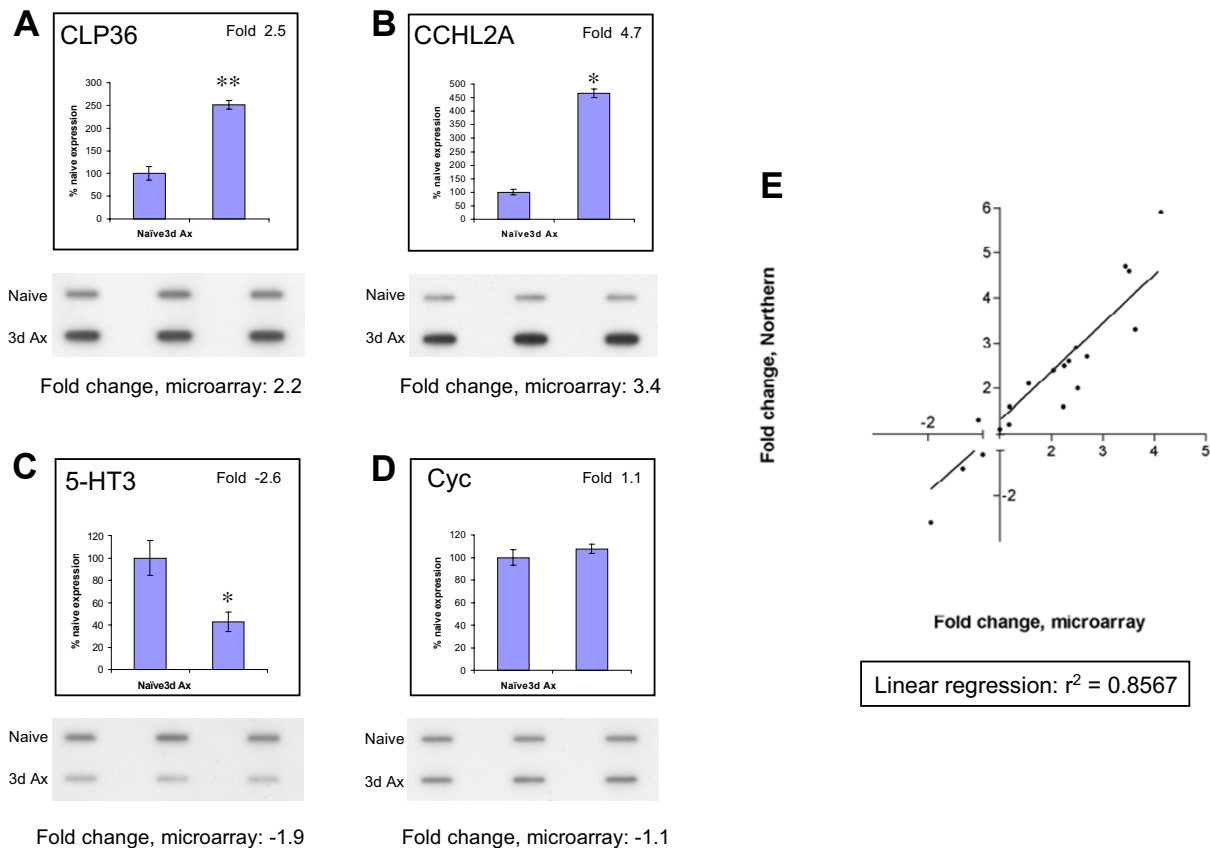 A
CLP36
Fold 2.5
% naive expression
300
250
200
150
100
50
0
**
Naïve3d Ax
Naive
3d Ax
Fold change, microarray: 2.2
B
CCHL2A
Fold 4.7
% naive expression
500
450
400
350
300
250
200
150
100
50
0
*
Naïve3d Ax
Naive
3d Ax
Fold change, microarray: 3.4
C
5-HT3
Fold -2.6
% naive expression
120
100
80
60
40
20
0
*
Naïve3d Ax
Naive
3d Ax
Fold change, microarray: -1.9
D
Cyc
Fold 1.1
% naive expression
120
100
80
60
40
20
0
Naïve3d Ax
Naive
3d Ax
Fold change, microarray: -1.1
E
Fold change, Northern
6
5
4
3
2
-2
2
3
4
5
-2
Fold change, microarray
Linear regression: r² = 0.8567